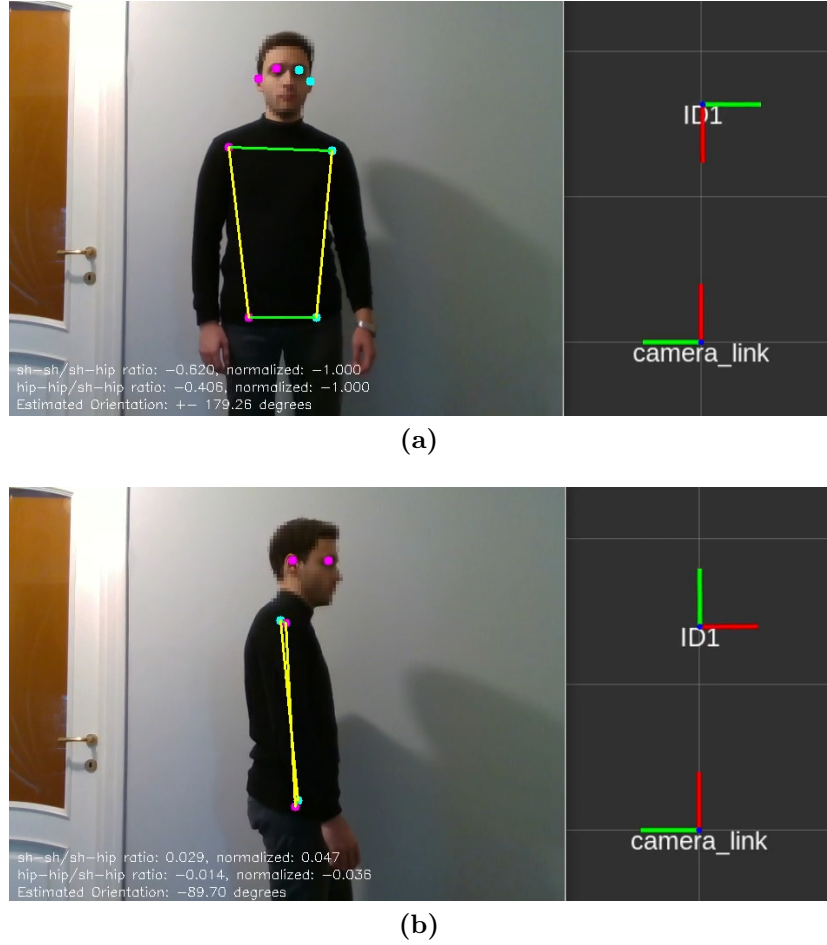 ID1
camera_link
sh-sh/sh-hip ratio: -0.620, normalized: -1.000
hip-hip/sh-hip ratio: -0.406, normalized: -1.000
Estimated Orientation: +- 179.26 degrees
(a)
ID1
camera_link
sh-sh/sh-hip ratio: 0.029, normalized: 0.047
hip-hip/sh-hip ratio: -0.014, normalized: -0.036
Estimated Orientation: -89.70 degrees
(b)